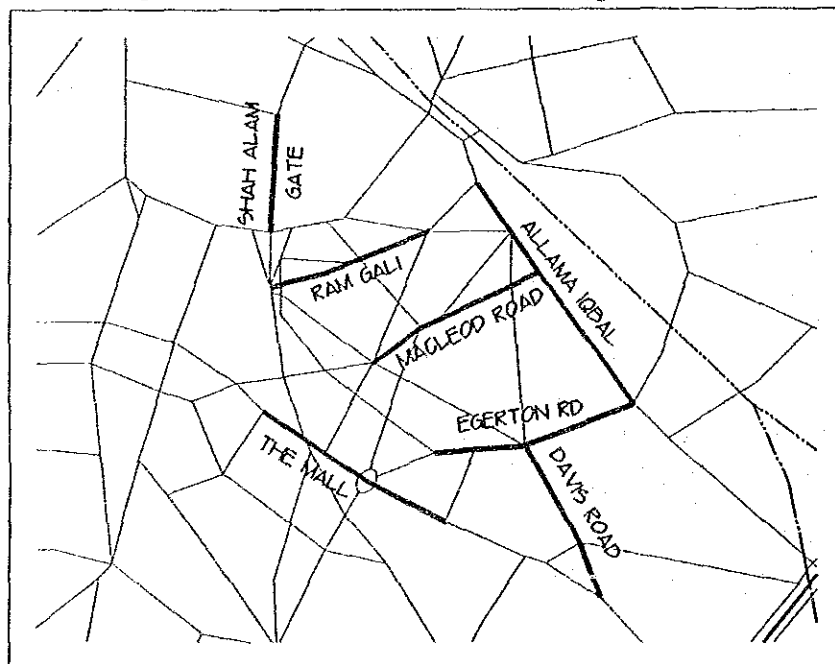 SHAH ALAM
GATE
RAM GALI
ALLAMA IQBAL
MACLEOD ROAD
EGERTON RD
THE MALL
DAVIS ROAD